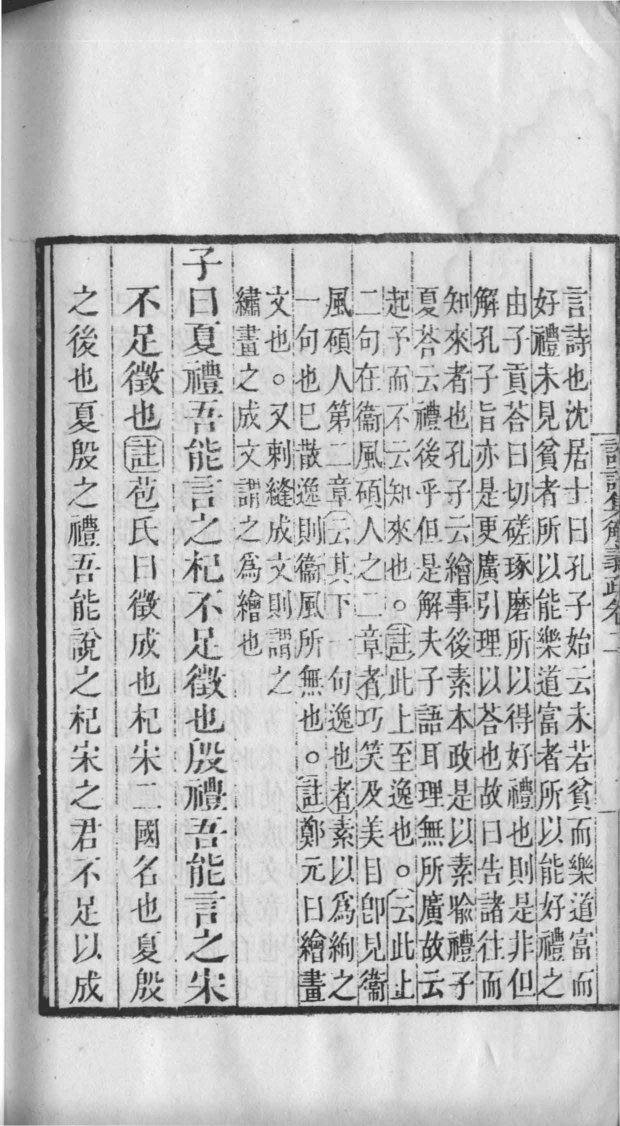 論語集解義疏卷二
言詩也沈居士曰孔子始云未若貧而樂道富而
好禮未見貧者所以能樂道富者所以能好禮之
由子貢荅曰切磋琢磨所以得好禮也則是非但
解孔子旨亦是更廣引理以荅也故曰告諸往而
知來者也孔子云繪事後素本政是以素喻禮子
夏荅云禮後乎但是解夫子語耳理無所廣故云
起予而不云知來也。註此上至逸也。云此上
二句在衞風碩人之二章者巧笑及美目卽見衞
風碩人第二章云其下一句逸也者素以爲絢之
一句也已散逸則衞風所無也。註鄭元曰繪畫
文也。又刺縫成文則謂之
繡畫之成文謂之爲繪也
子曰夏禮吾能言之杞不足徵也殷禮吾能言之宋
不足徵也註苞氏曰徵成也杞宋二國名也夏殷
之後也夏殷之禮吾能說之杞宋之君不足以成